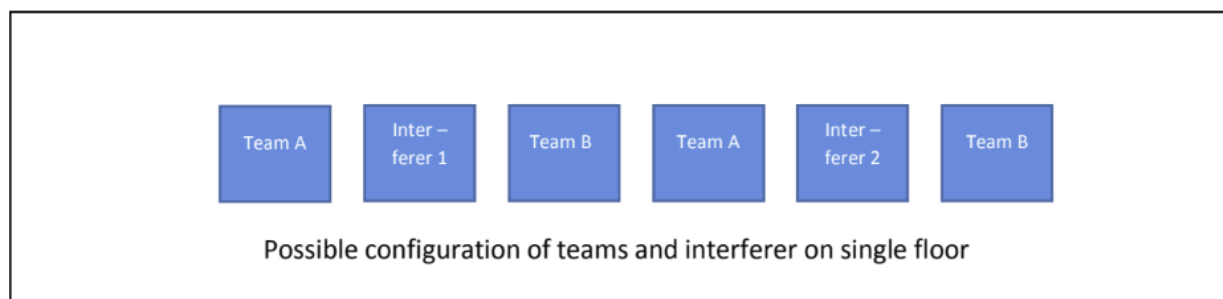 Team A
Inter –
ferer 1
Team B
Team A
Inter –
ferer 2
Team B
Possible configuration of teams and interferer on single floor